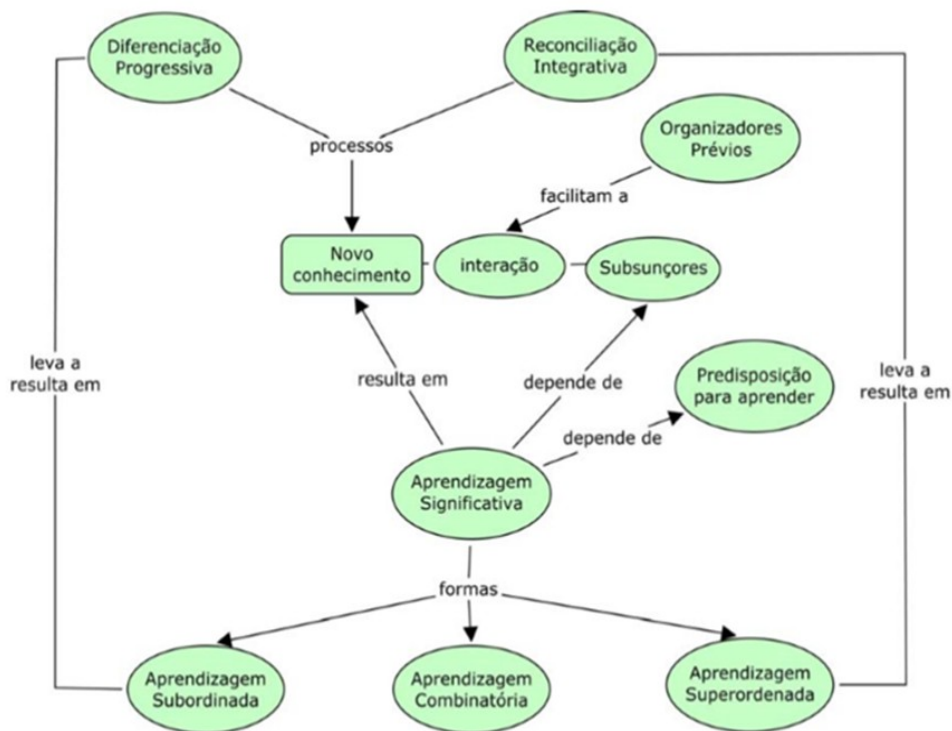 Diferenciação
Progressiva
Reconciliação
Integrativa
Organizadores
Prévios
processos
facilitam a
Novo
conhecimento
interação
Subsunçores
leva a
resulta em
resulta em
depende de
Predisposição
para aprender
leva a
resulta em
depende de
Aprendizagem
Significativa
formas
Aprendizagem
Subordinada
Aprendizagem
Combinatória
Aprendizagem
Superordenada